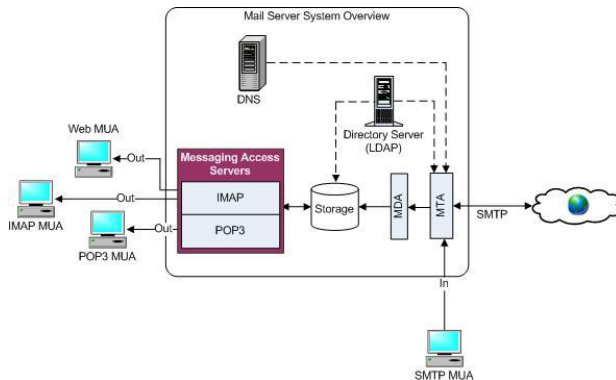 Mail Server System Overview
DNS
Directory Server
(LDAP)
Web MUA
Out
Messaging Access
Servers
IMAP
POP3
Out
IMAP MUA
Out
POP3 MUA
Storage
MDA
MTA
SMTP
In
SMTP MUA